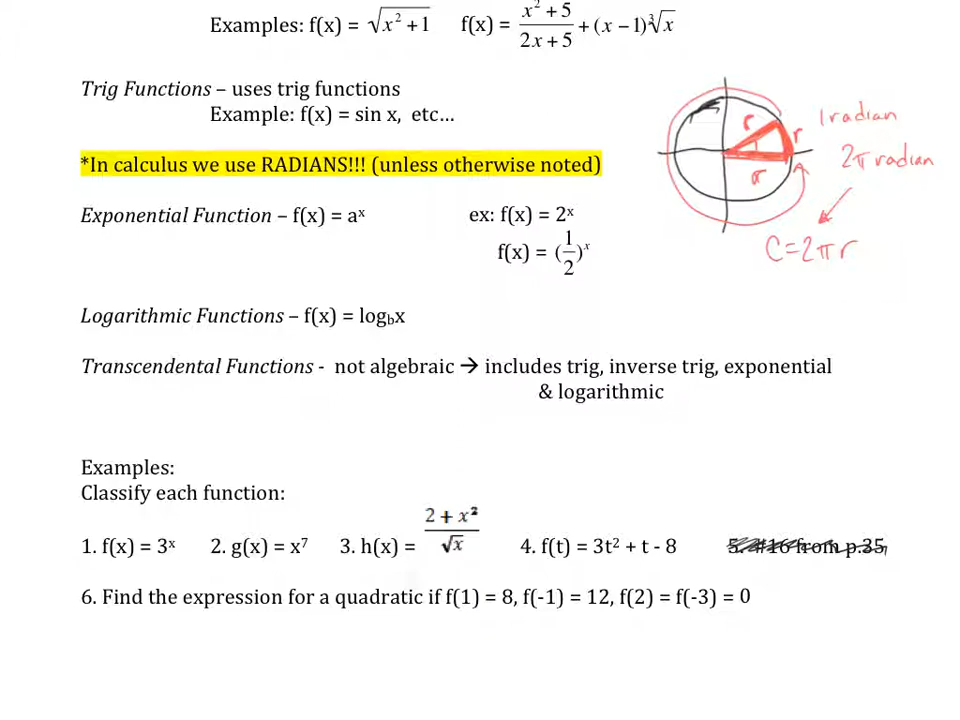 Examples: f(x) = √(x² + 1) f(x) = (x² + 5)/(2x + 5) + (x − 1)∛x
Trig Functions – uses trig functions
Example: f(x) = sin x, etc…
*In calculus we use RADIANS!!! (unless otherwise noted)
r r 1 radian
2π radian
r
C=2πr
Exponential Function – f(x) = aˣ ex: f(x) = 2ˣ
f(x) = (1/2)ˣ
Logarithmic Functions – f(x) = log_b x
Transcendental Functions - not algebraic → includes trig, inverse trig, exponential
& logarithmic
Examples:
Classify each function:
1. f(x) = 3ˣ 2. g(x) = x⁷ 3. h(x) = (2 + x²)/√x 4. f(t) = 3t² + t - 8 5. #16 from p.35
6. Find the expression for a quadratic if f(1) = 8, f(-1) = 12, f(2) = f(-3) = 0